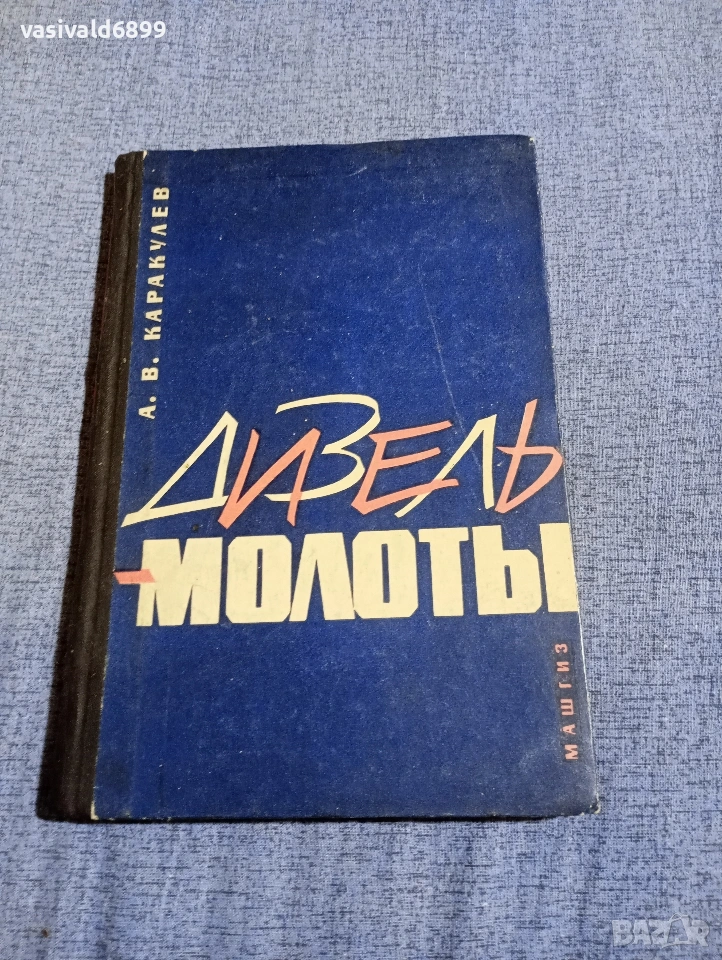 vasivald6899
А. В. КАРАКУЛЕВ
ДИЗЕЛЬ
-МОЛОТЫ
МАШГИЗ
BAZAR